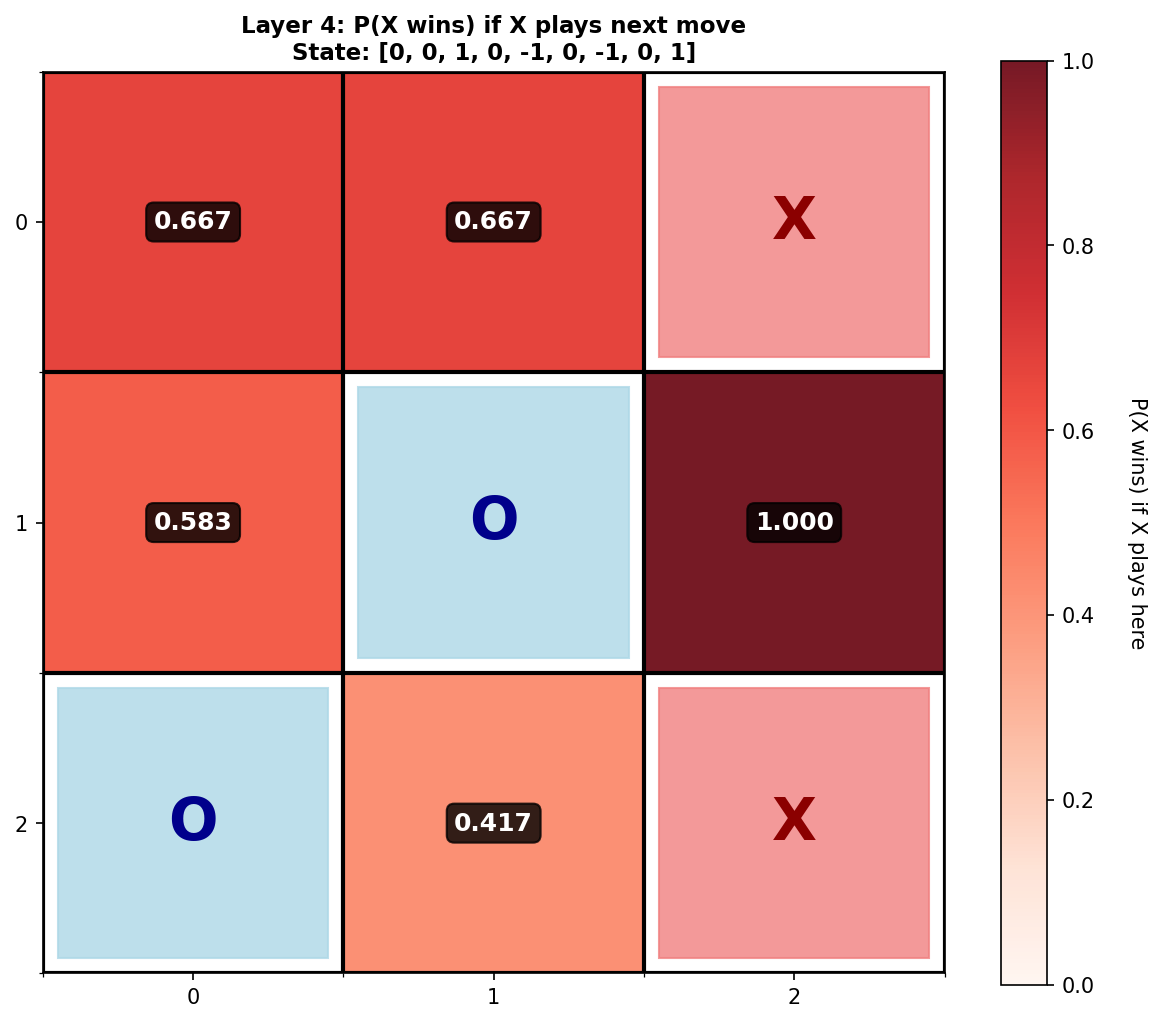 Layer 4: P(X wins) if X plays next move
State: [0, 0, 1, 0, -1, 0, -1, 0, 1]
0
0.667
0.667
X
1
0.583
O
1.000
2
O
0.417
X
0
1
2
1.0
0.8
0.6
0.4
0.2
0.0
P(X wins) if X plays here